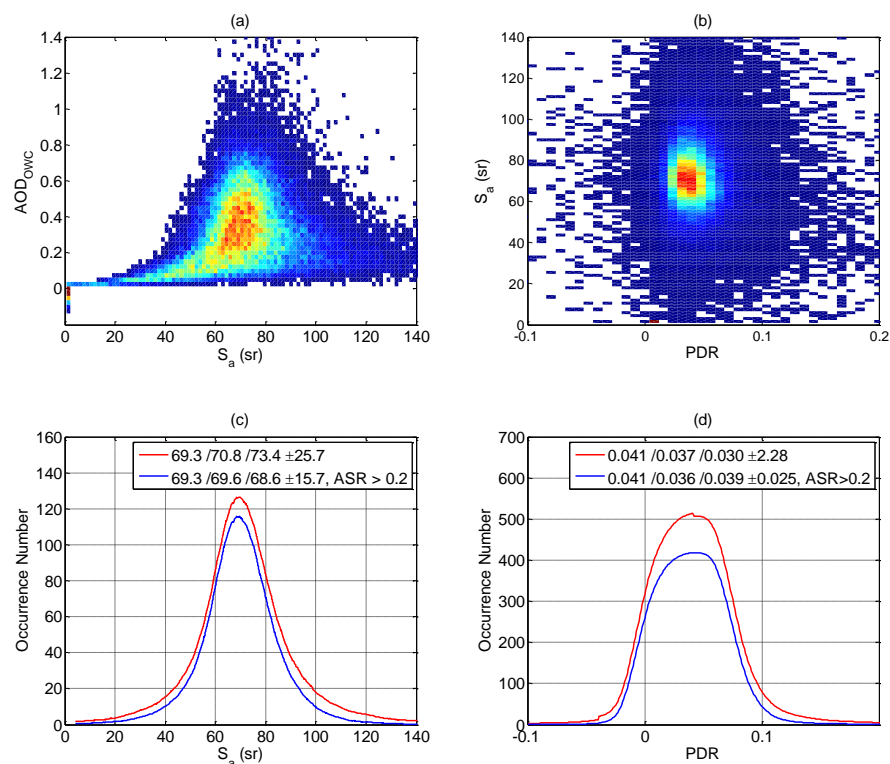 (a)
1.4
1.2
1
0.8
0.6
0.4
0.2
0
AOD_OWC
0 20 40 60 80 100 120 140
S_a (sr)
(b)
140
120
100
80
60
40
20
0
S_a (sr)
-0.1 0 0.1 0.2
PDR
(c)
160
140
120
100
80
60
40
20
0
Occurrence Number
69.3 /70.8 / 73.4 ±25.7
69.3 /69.6 / 68.6 ±15.7, ASR > 0.2
0 20 40 60 80 100 120 140
S_a (sr)
(d)
700
600
500
400
300
200
100
0
Occurrence Number
0.041 /0.037 / 0.030 ±2.28
0.041 /0.036 / 0.039 ±0.025, ASR>0.2
-0.1 0 0.1
PDR